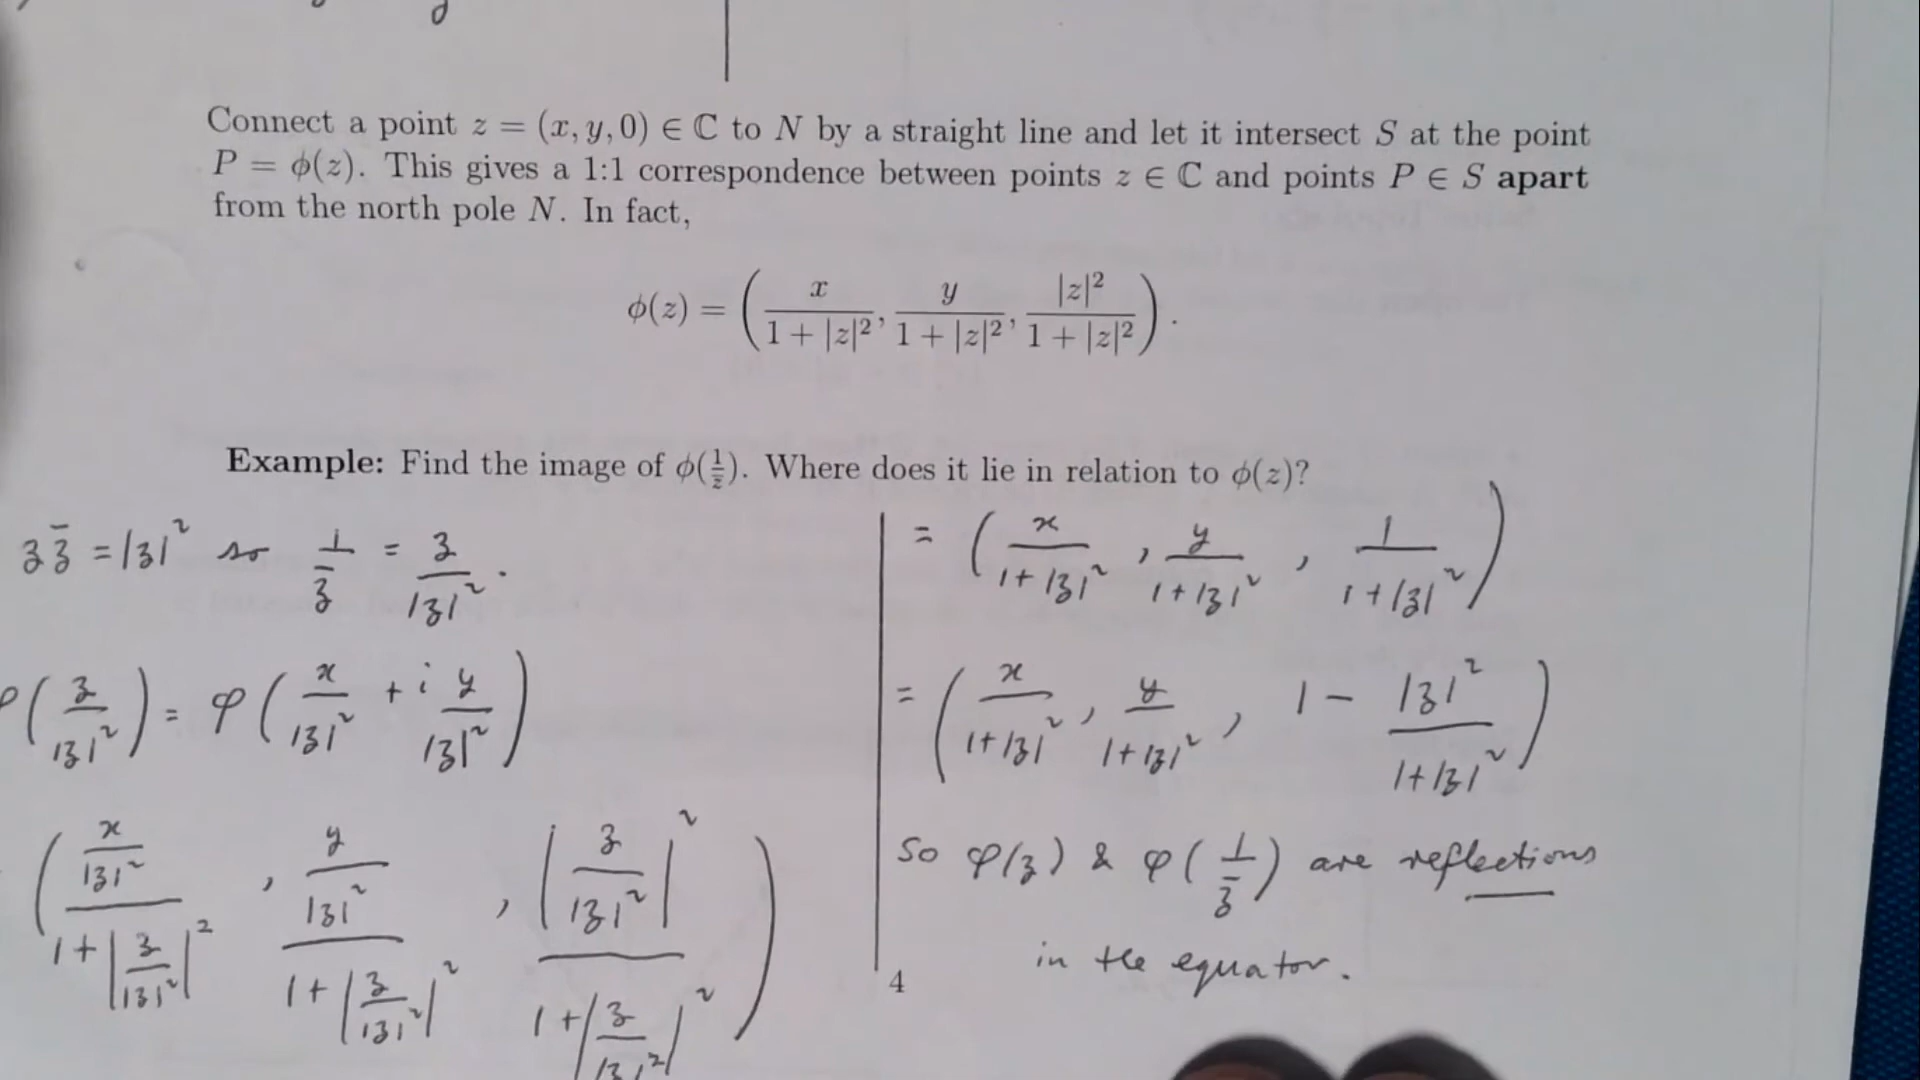 Connect a point z = (x, y, 0) ∈ ℂ to N by a straight line and let it intersect S at the point
P = ϕ(z). This gives a 1:1 correspondence between points z ∈ ℂ and points P ∈ S apart
from the north pole N. In fact,
ϕ(z) = (x/(1 + |z|²), y/(1 + |z|²), |z|²/(1 + |z|²)).
Example: Find the image of ϕ(1/z̄). Where does it lie in relation to ϕ(z)?
z z̄ = |z|² so 1/z̄ = z/|z|².
φ(z/|z|²) = φ(x/|z|² + i y/|z|²)
((x/|z|²)/(1 + |z/|z|²|²), (y/|z|²)/(1 + |z/|z|²|²), |z/|z|²|²/(1 + |z/|z|²|²))
= (x/(1 + |z|²), y/(1 + |z|²), 1/(1 + |z|²))
= (x/(1 + |z|²), y/(1 + |z|²), 1 − |z|²/(1 + |z|²))
So φ(z) & φ(1/z̄) are reflections
in the equator.
4